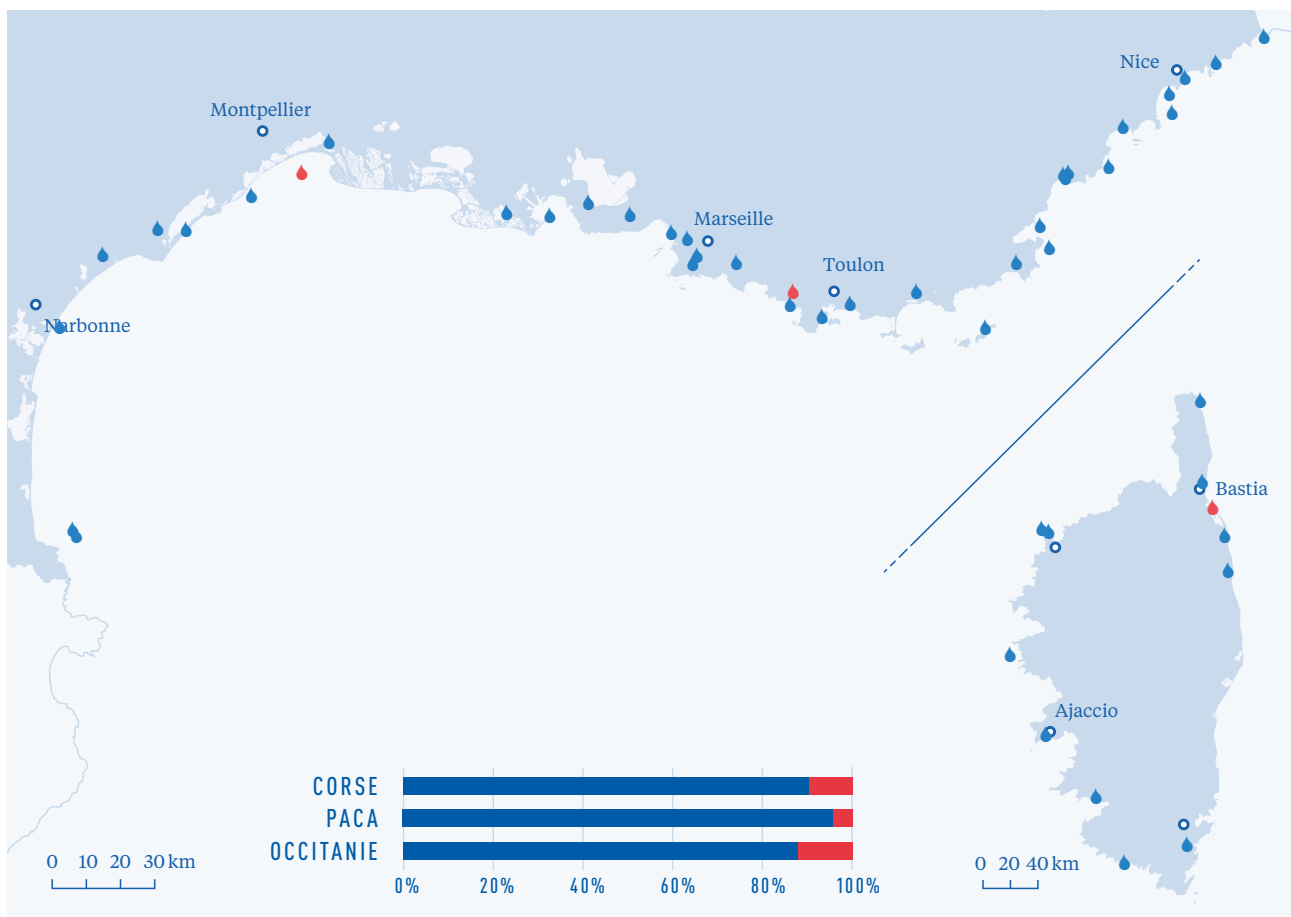 Nice
Montpellier
Marseille
Toulon
Narbonne
Bastia
Ajaccio
CORSE
PACA
OCCITANIE
0 10 20 30 km
0% 20% 40% 60% 80% 100%
0 20 40 km